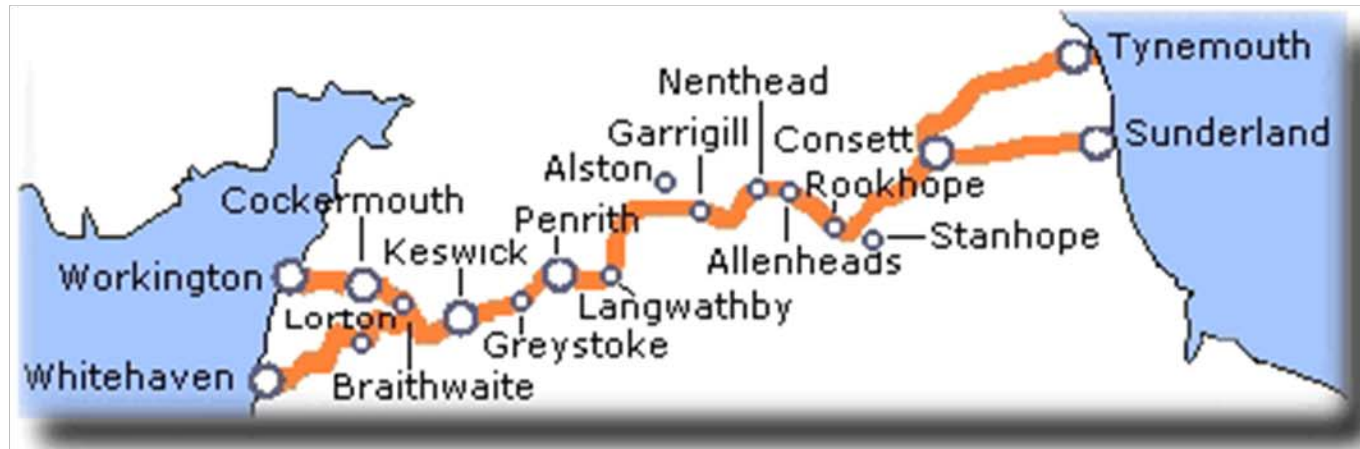 Tynemouth
Nenthead
Garrigill
Consett
Sunderland
Alston
Rookhope
Cockermouth
Penrith
Keswick
Stanhope
Allenheads
Workington
Langwathby
Lorton
Greystoke
Whitehaven
Braithwaite